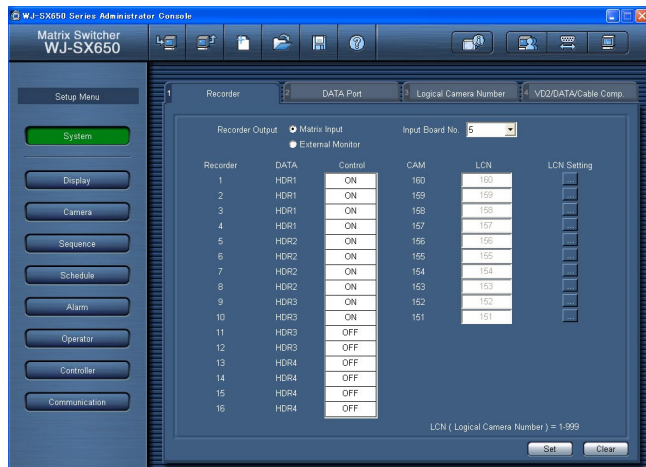 WJ-SX650 Series Administrator Console
Matrix Switcher
WJ-SX650
Setup Menu
System
Display
Camera
Sequence
Schedule
Alarm
Operator
Controller
Communication
1 Recorder
2 DATA Port
3 Logical Camera Number
4 VD2/DATA/Cable Comp.
Recorder Output Matrix Input Input Board No. 5
External Monitor
Recorder DATA Control CAM LCN LCN Setting
1 HDR1 ON 160 160 ...
2 HDR1 ON 159 159 ...
3 HDR1 ON 158 158 ...
4 HDR1 ON 157 157 ...
5 HDR2 ON 156 156 ...
6 HDR2 ON 155 155 ...
7 HDR2 ON 154 154 ...
8 HDR2 ON 153 153 ...
9 HDR3 ON 152 152 ...
10 HDR3 ON 151 151 ...
11 HDR3 OFF
12 HDR3 OFF
13 HDR4 OFF
14 HDR4 OFF
15 HDR4 OFF
16 HDR4 OFF
LCN ( Logical Camera Number ) = 1-999
Set Clear